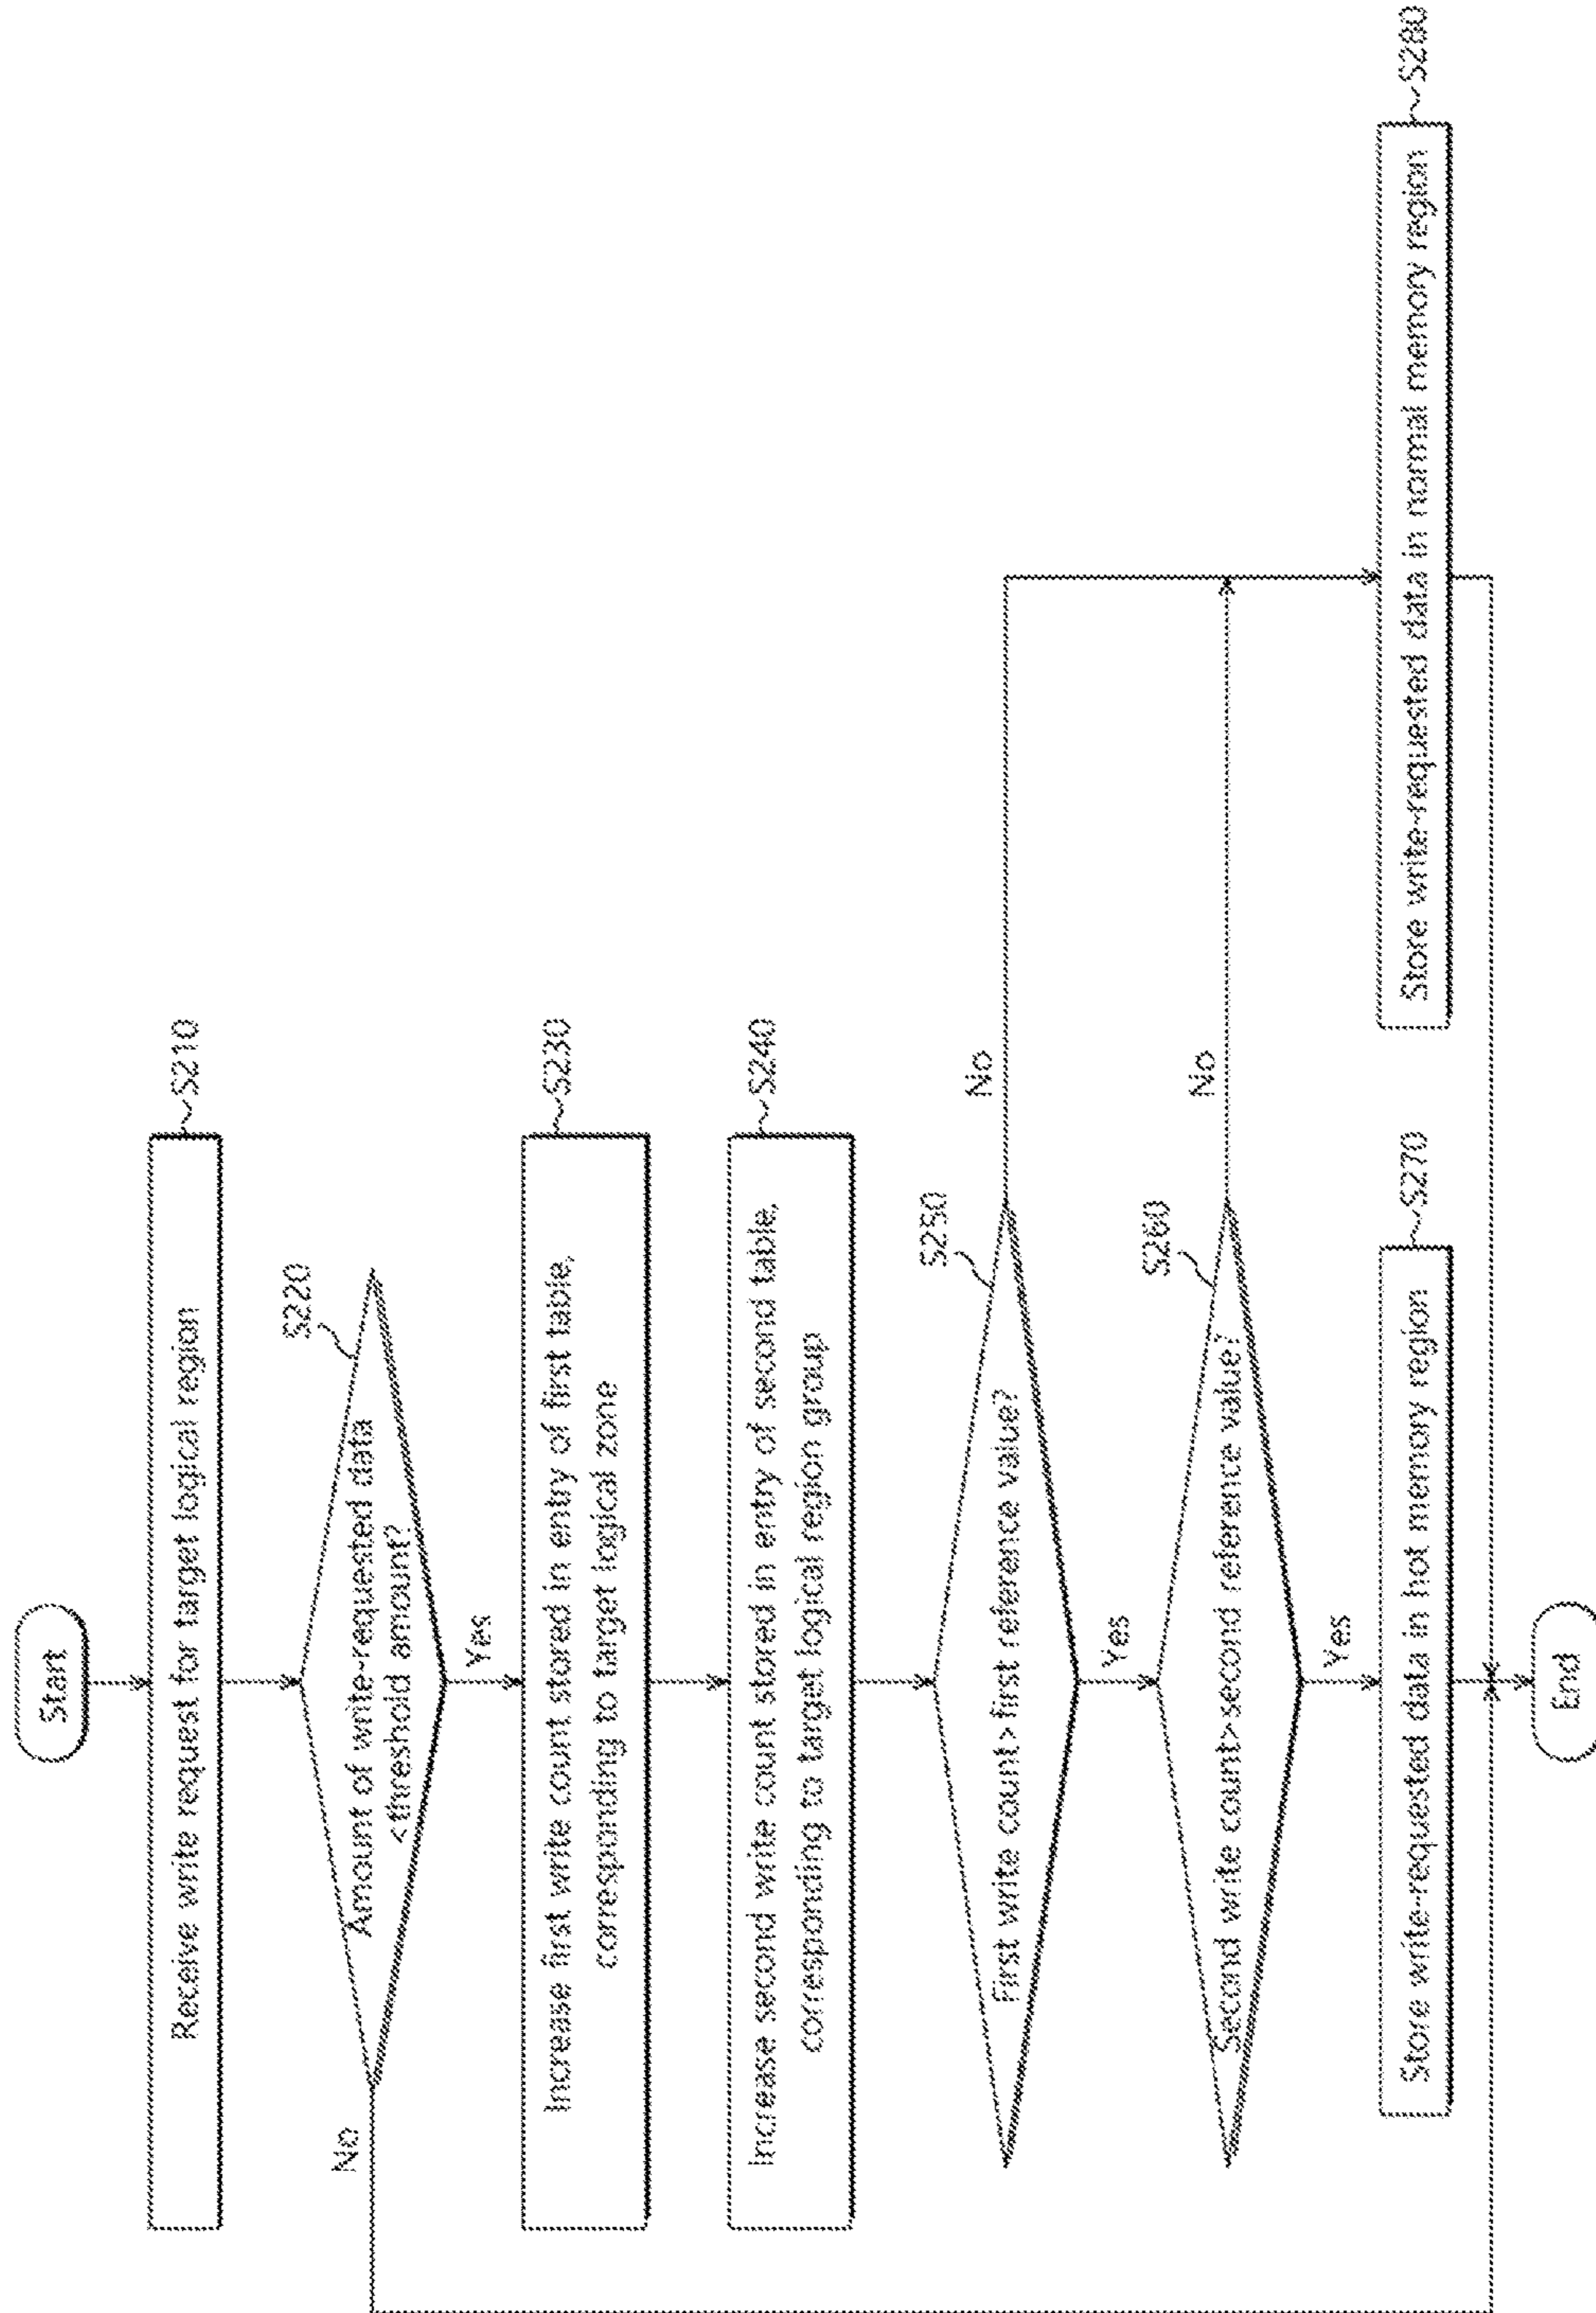 Start
Receive write request for target logical region
S210
Amount of write-requested data
<threshold amount?
S220
No
Yes
Increase first write count stored in entry of first table,
corresponding to target logical zone
S230
Increase second write count stored in entry of second table,
corresponding to target logical region group
S240
First write count>first reference value?
S250
No
Yes
Second write count>second reference value?
S260
No
Yes
Store write-requested data in hot memory region
S270
Store write-requested data in normal memory region
S280
End